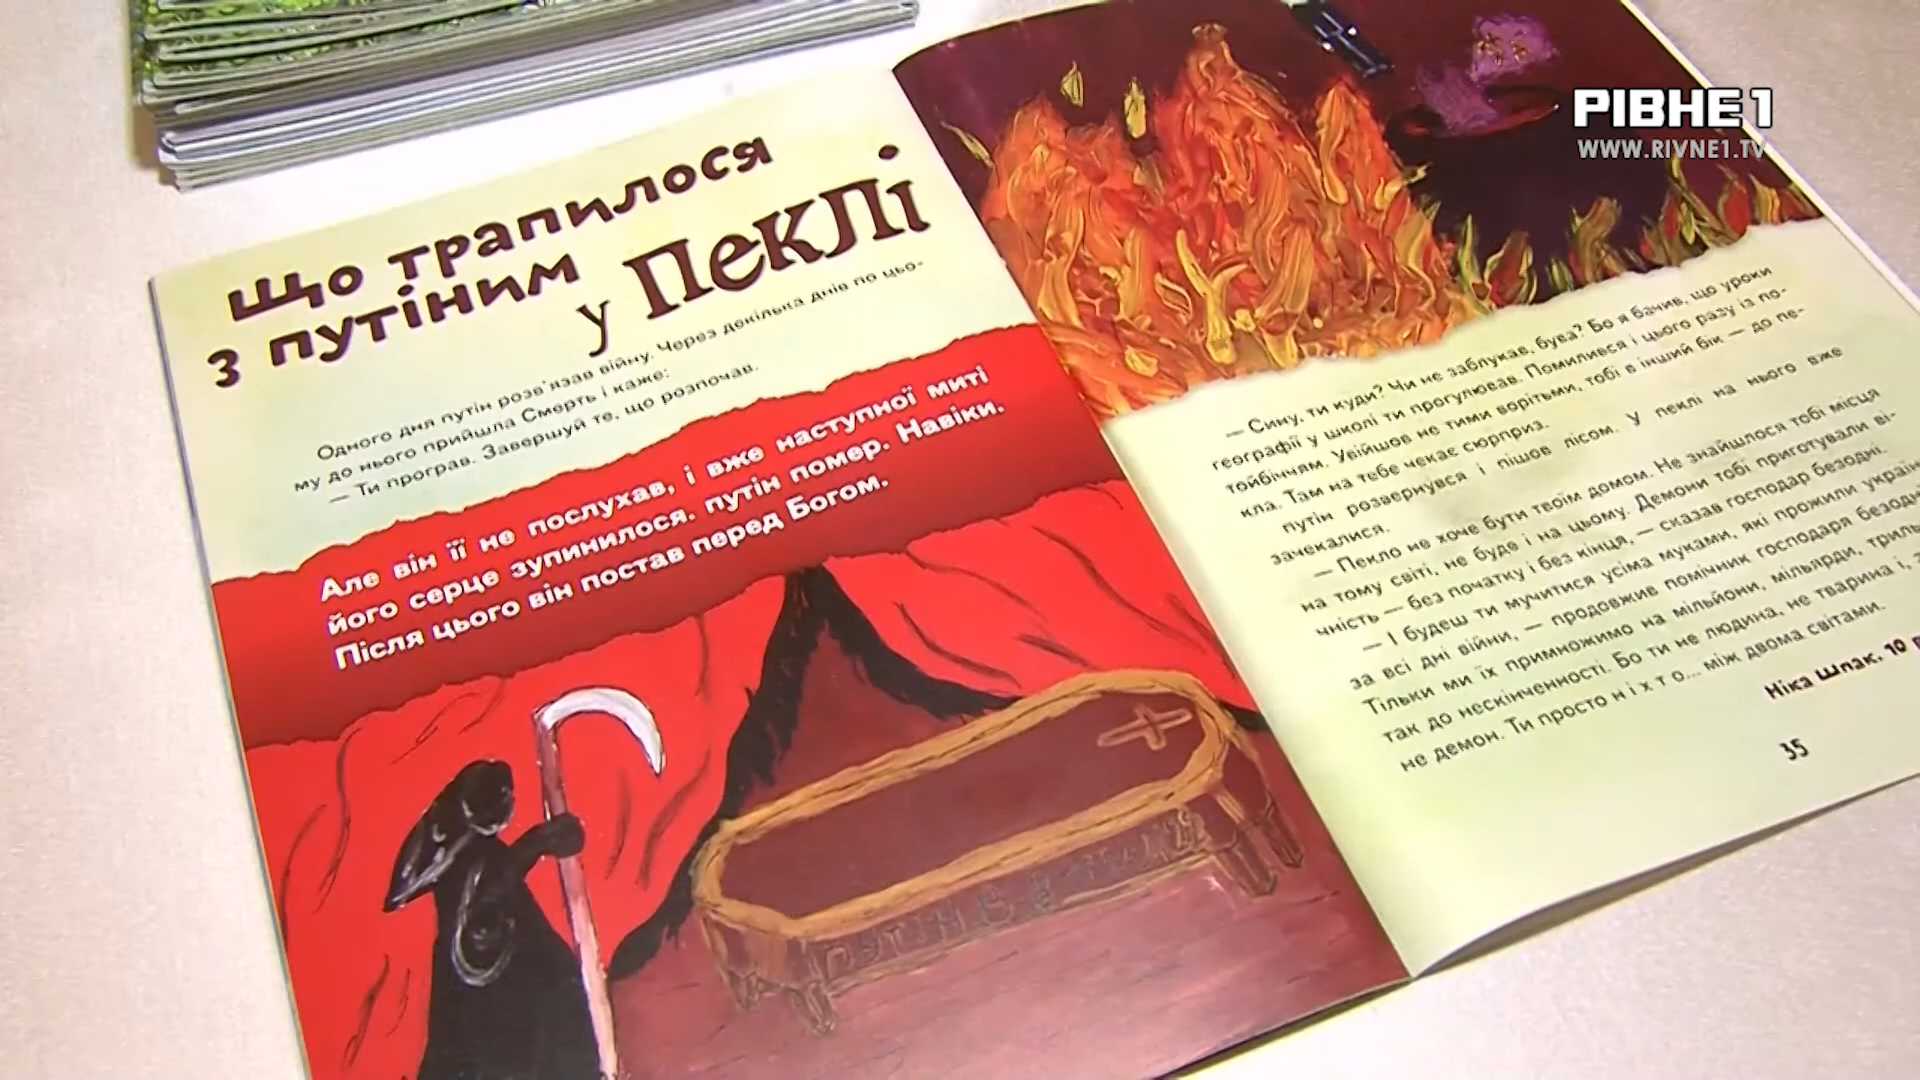 РІВНЕ 1
WWW.RIVNE1.TV
Що трапилося
з путіним
у пеклі
Одного дня путін розв'язав війну. Через декілька днів по цьо-
му до нього прийшла Смерть і каже:
— Ти програв. Завершуй те, що розпочав.
Але він її не послухав, і вже наступної миті
його серце зупинилося. путін помер. Навіки.
Після цього він постав перед Богом.
ПУТІН В В
— Сину, ти куди? Чи не заблукав, бува? Бо я бачив, що уроки
географії у школі ти прогулював. Помилився і цього разу із по-
тойбіччям. Увійшов не тими ворітьми, тобі в інший бік — до пе-
кла. Там на тебе чекає сюрприз.
путін розвернувся і пішов лісом. У пеклі на нього вже
зачекалися.
— Пекло не хоче бути твоїм домом. Не знайшлося тобі місця
на тому світі, не буде і на цьому. Демони тобі приготували ві-
чність — без початку і без кінця, — сказав господар безодні.
— І будеш ти мучитися усіма муками, які прожили україн
за всі дні війни, — продовжив помічник господаря безодн
Тільки ми їх примножимо на мільйони, мільярди, триль
так до нескінченності. Бо ти не людина, не тварина і,
не демон. Ти просто н і х т о... між двома світами.
Ніка Шпак, 10 р
35